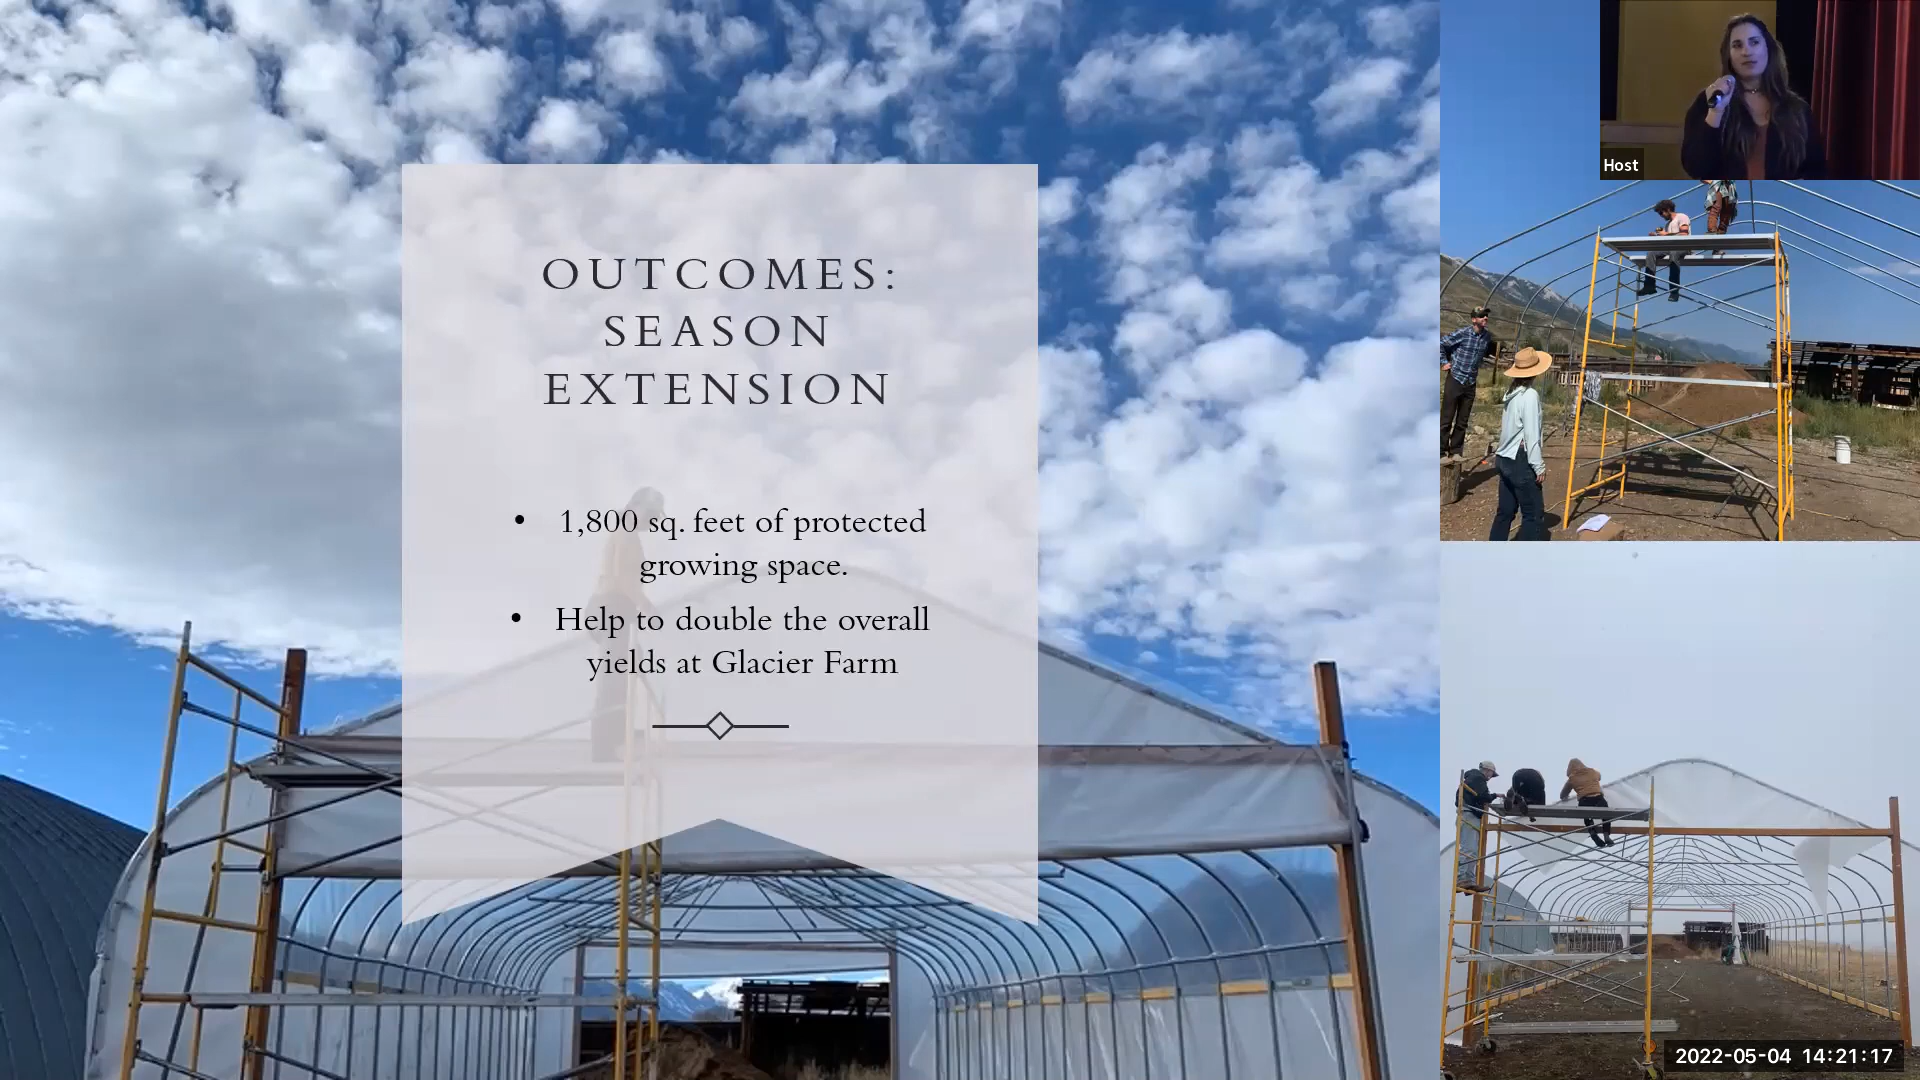 OUTCOMES:
SEASON
EXTENSION
• 1,800 sq. feet of protected
growing space.
• Help to double the overall
yields at Glacier Farm
Host
2022-05-04 14:21:17